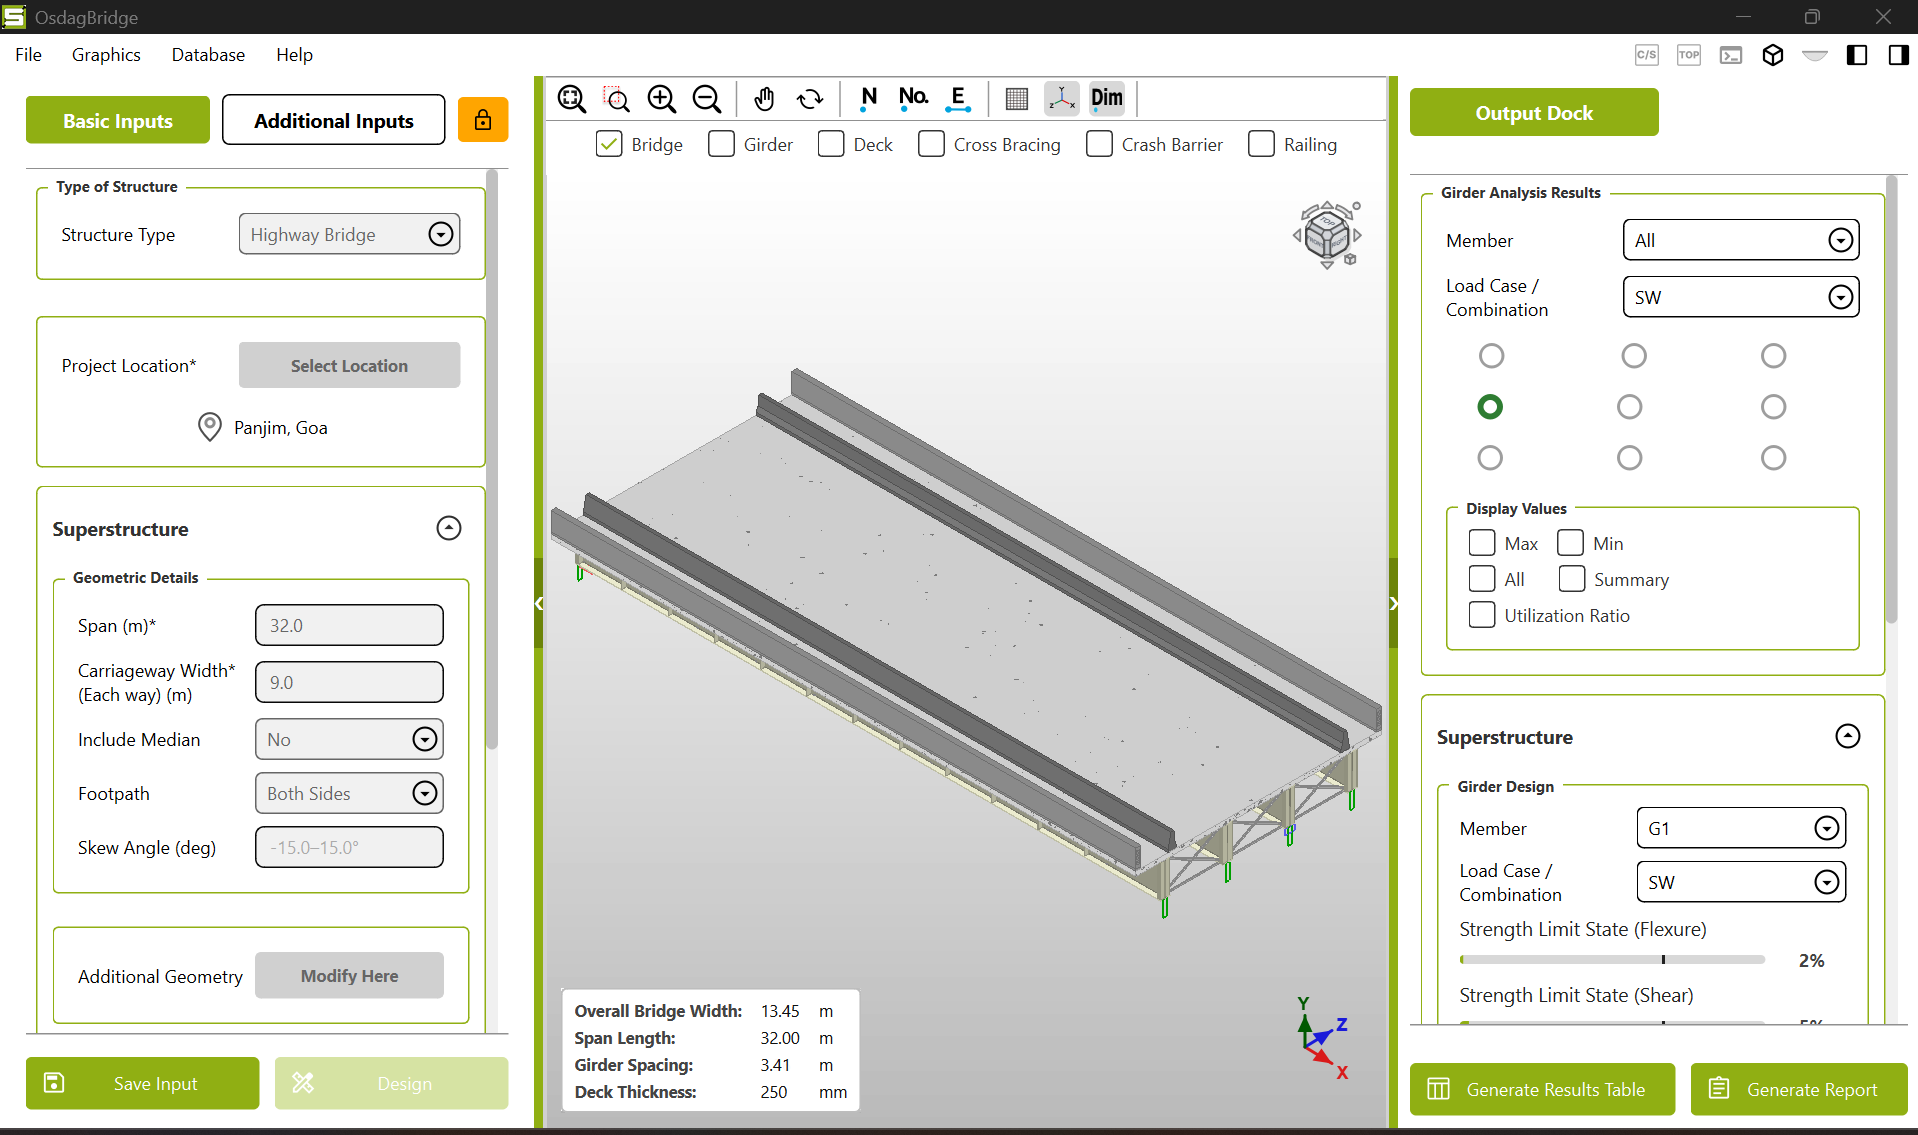 OsdagBridge
File Graphics Database Help
C/S TOP
Basic Inputs
Additional Inputs
Type of Structure
Structure Type
Highway Bridge
Project Location*
Select Location
Panjim, Goa
Superstructure
Geometric Details
Span (m)*
32.0
Carriageway Width*
(Each way) (m)
9.0
Include Median
No
Footpath
Both Sides
Skew Angle (deg)
-15.0–15.0°
Additional Geometry
Modify Here
Save Input
Design
N No. E Dim
Y
Z X
Bridge Girder Deck Cross Bracing Crash Barrier Railing
TOP
FRONT RIGHT
Overall Bridge Width: 13.45 m
Span Length: 32.00 m
Girder Spacing: 3.41 m
Deck Thickness: 250 mm
Y
Z
X
Output Dock
Girder Analysis Results
Member
All
Load Case /
Combination
SW
Display Values
Max Min
All Summary
Utilization Ratio
Superstructure
Girder Design
Member
G1
Load Case /
Combination
SW
Strength Limit State (Flexure)
2%
Strength Limit State (Shear)
5%
Generate Results Table
Generate Report